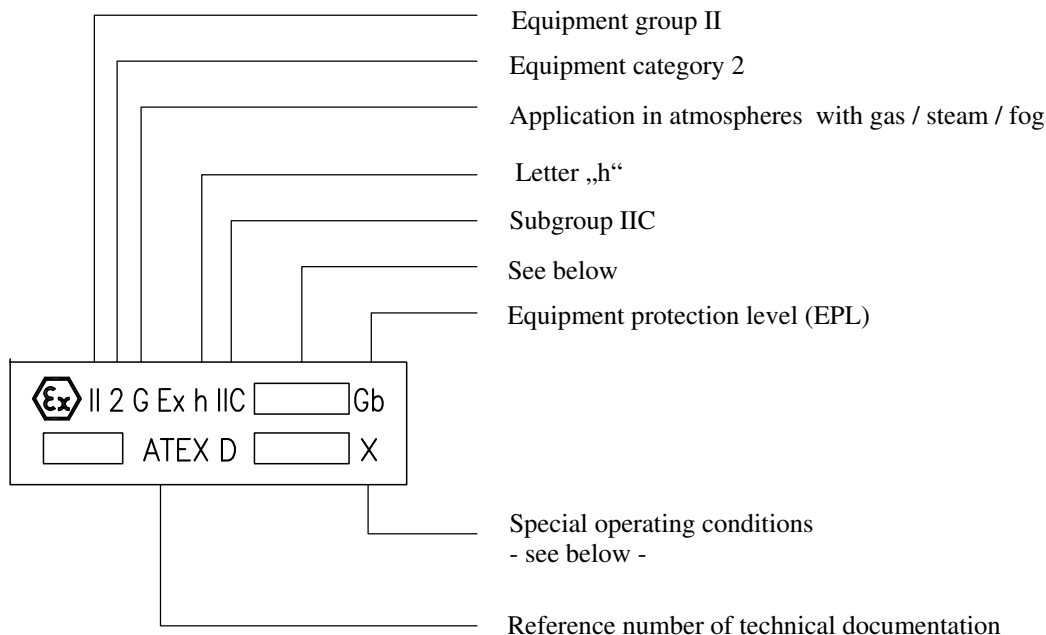 Equipment group II
Equipment category 2
Application in atmospheres with gas / steam / fog
Letter „h“
Subgroup IIC
See below
Equipment protection level (EPL)
Ex II 2 G Ex h IIC Gb
ATEX D X
Special operating conditions
- see below -
Reference number of technical documentation